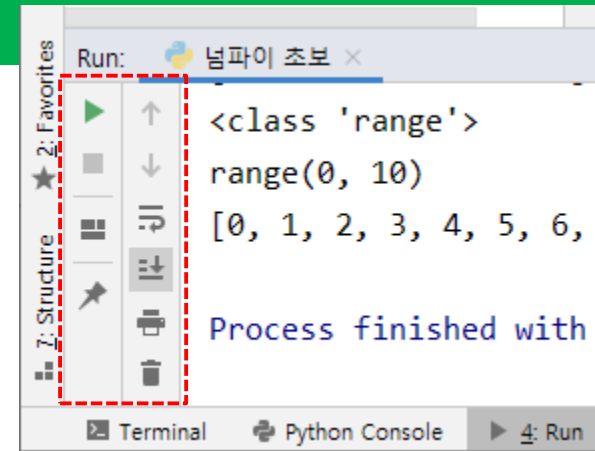 Run: 넘파이 초보
<class 'range'>
range(0, 10)
[0, 1, 2, 3, 4, 5, 6,
Process finished with
2: Favorites
7: Structure
Terminal Python Console 4: Run